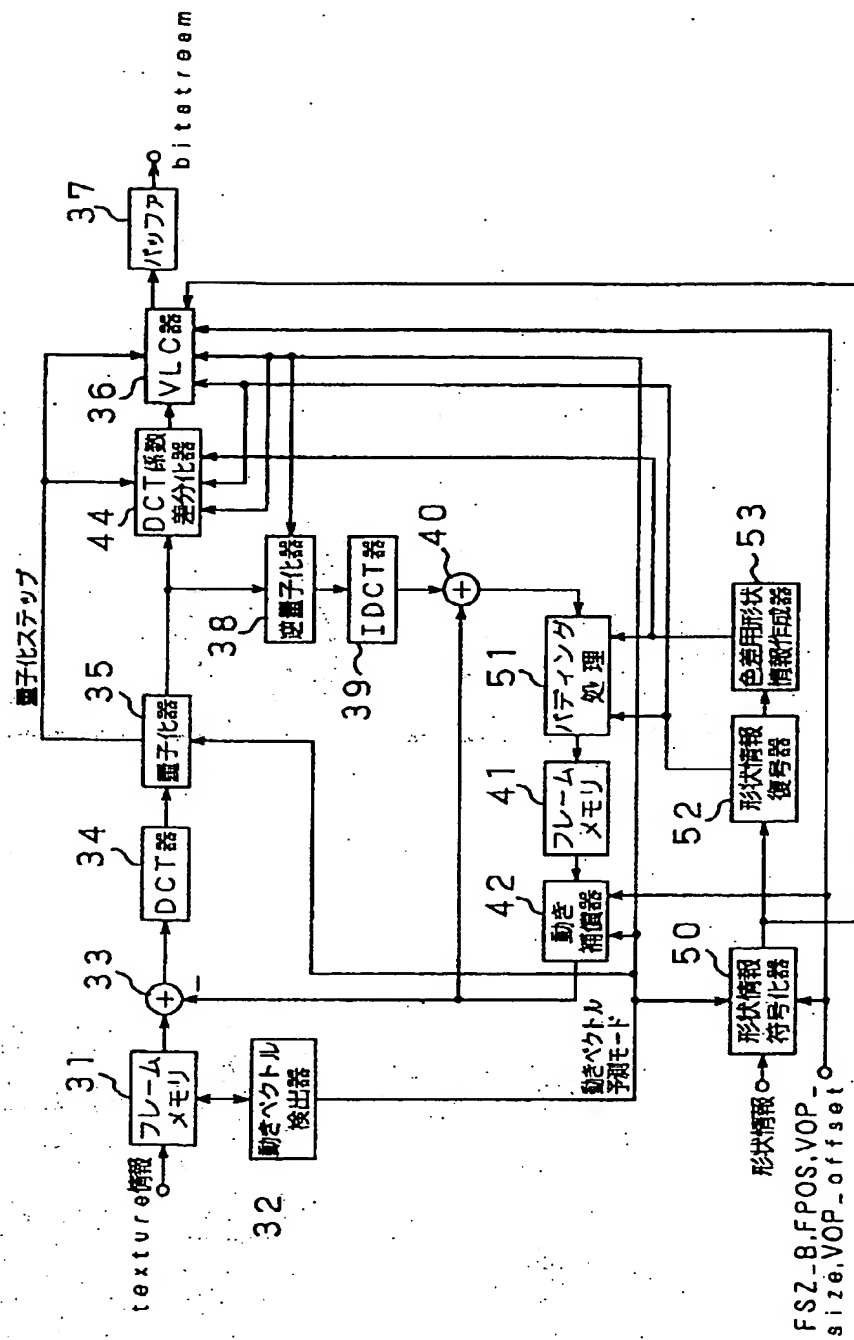 texture情報
31
フレーム
メモリ
32
動きベクトル
検出器
33
+
-
34
DCT器
35
量子化器
量子化ステップ
44
DCT係数
差分化器
36
VLC器
37
バッファ
bitstream
38
逆量子化器
39
IDCT器
40
+
51
パディング
処理
41
フレーム
メモリ
42
動き
補償器
動きベクトル
予測モード
形状情報
50
形状情報
符号化器
52
形状情報
復号器
53
色差用形状
情報作成器
FSZ_B,FPOS,VOP_
size,VOP_offset